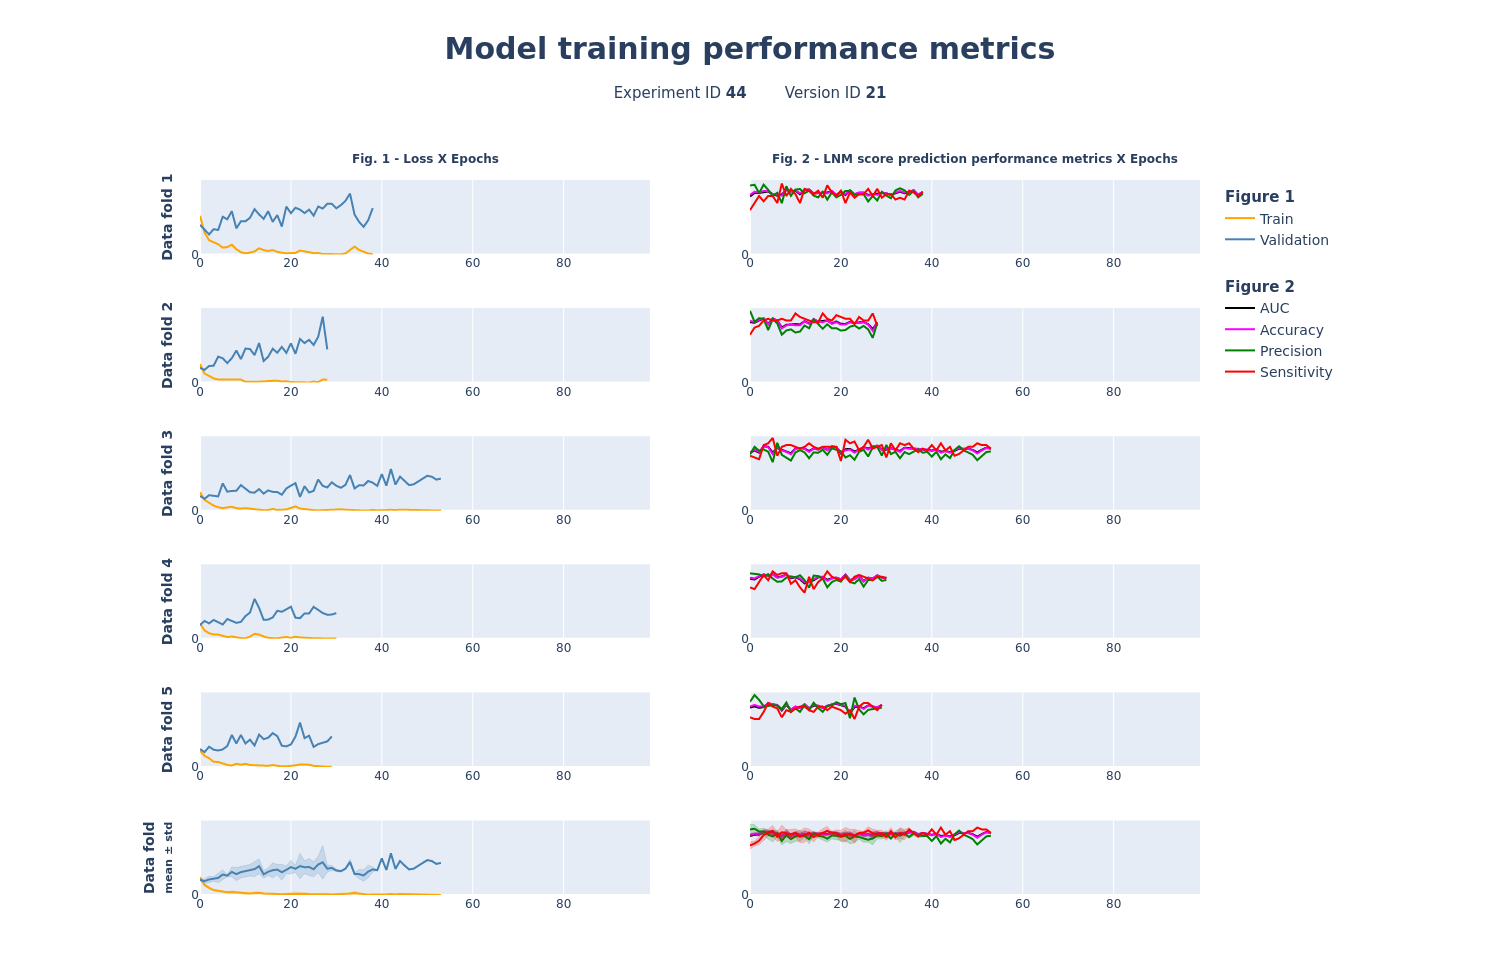 Model training performance metrics
Experiment ID 44 Version ID 21
Fig. 1 - Loss X Epochs
Fig. 2 - LNM score prediction performance metrics X Epochs
Data fold 1
0
0 20 40 60 80
0
0 20 40 60 80
Figure 1
Train
Validation
Figure 2
AUC
Accuracy
Precision
Sensitivity
Data fold 2
0
0 20 40 60 80
0
0 20 40 60 80
Data fold 3
0
0 20 40 60 80
0
0 20 40 60 80
Data fold 4
0
0 20 40 60 80
0
0 20 40 60 80
Data fold 5
0
0 20 40 60 80
0
0 20 40 60 80
Data fold
mean ± std
0
0 20 40 60 80
0
0 20 40 60 80